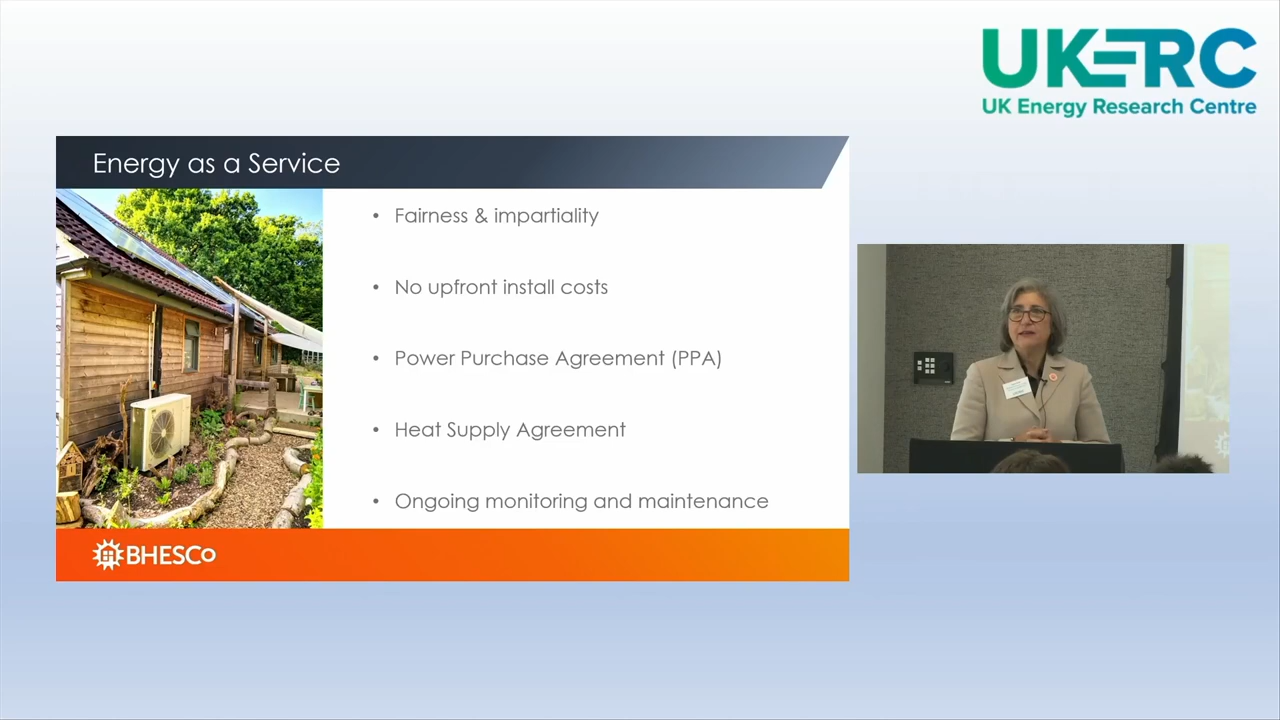 UKERC
UK Energy Research Centre
Energy as a Service
• Fairness & impartiality
• No upfront install costs
• Power Purchase Agreement (PPA)
• Heat Supply Agreement
• Ongoing monitoring and maintenance
BHESCo